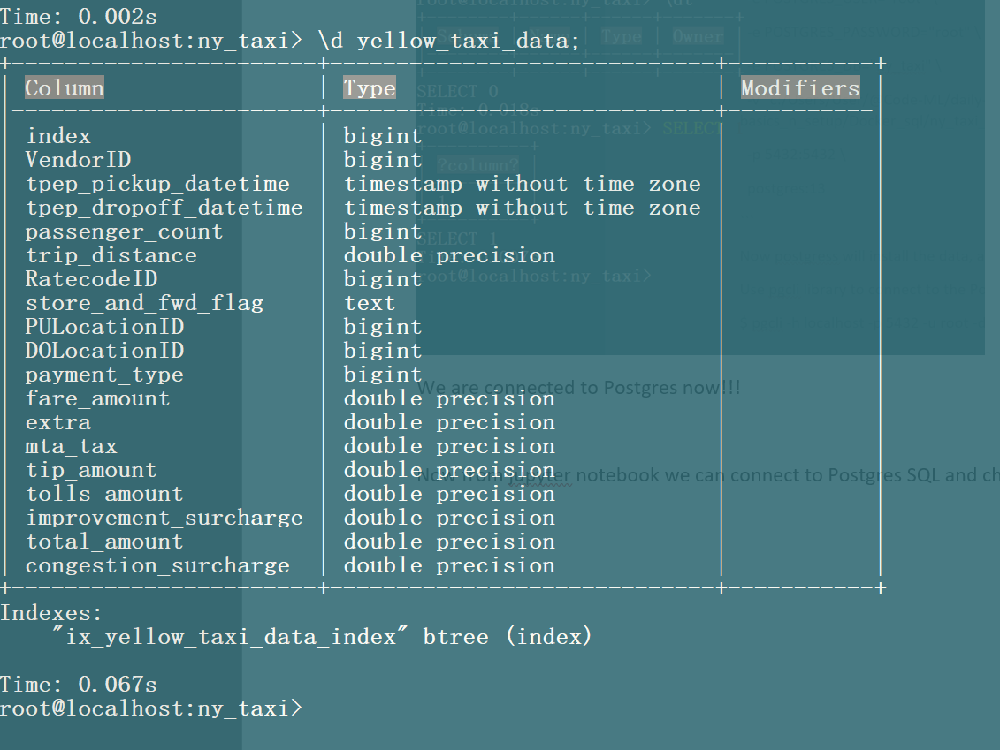 Time: 0.002s
root@localhost:ny_taxi> \d yellow_taxi_data;
+-----------------------+------------------------------+-----------+
| Column | Type | Modifiers |
|-----------------------+------------------------------+-----------|
| index | bigint | |
| VendorID | bigint | |
| tpep_pickup_datetime | timestamp without time zone | |
| tpep_dropoff_datetime | timestamp without time zone | |
| passenger_count | bigint | |
| trip_distance | double precision | |
| RatecodeID | bigint | |
| store_and_fwd_flag | text | |
| PULocationID | bigint | |
| DOLocationID | bigint | |
| payment_type | bigint | |
| fare_amount | double precision | |
| extra | double precision | |
| mta_tax | double precision | |
| tip_amount | double precision | |
| tolls_amount | double precision | |
| improvement_surcharge | double precision | |
| total_amount | double precision | |
| congestion_surcharge | double precision | |
+-----------------------+------------------------------+-----------+
Indexes:
"ix_yellow_taxi_data_index" btree (index)
Time: 0.067s
root@localhost:ny_taxi>
root@localhost:ny_taxi> \dt
Schema | Name | Type | Owner
SELECT 0
Time: 0.018s
root@localhost:ny_taxi> SELECT
?column?
SELECT 1
root@localhost:ny_taxi>
We are connected to Postgres now!!!
Now from jupyter notebook we can connect to Postgres SQL and ch